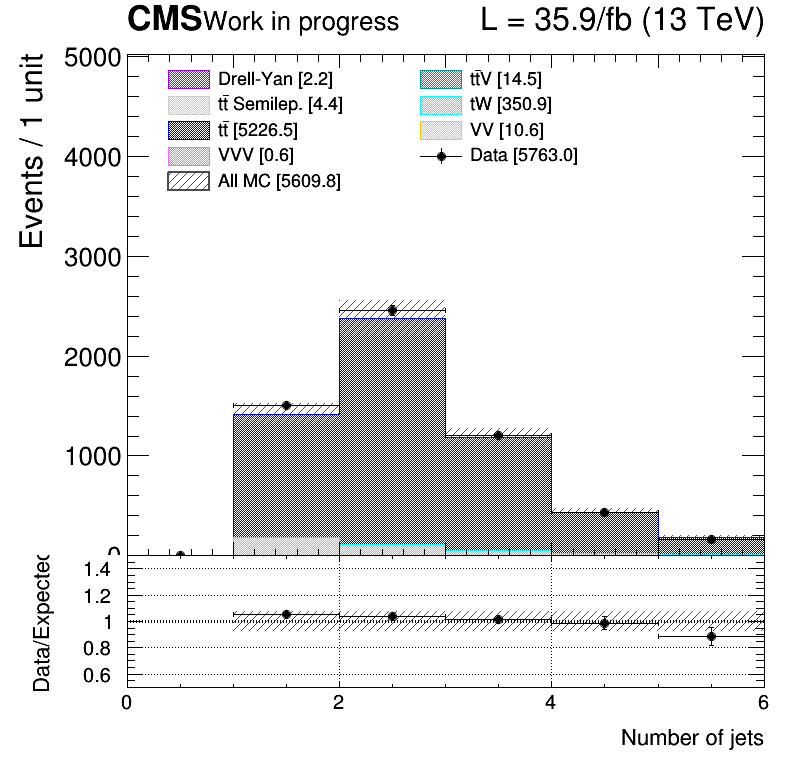 CMS Work in progress L = 35.9/fb (13 TeV)
Events / 1 unit
5000
4000
3000
2000
1000
0
Drell-Yan [2.2]
tt̄ Semilep. [4.4]
tt̄ [5226.5]
VVV [0.6]
All MC [5609.8]
tt̄V [14.5]
tW [350.9]
VV [10.6]
Data [5763.0]
Data/Expected
1.4
1.2
1
0.8
0.6
0 2 4 6
Number of jets